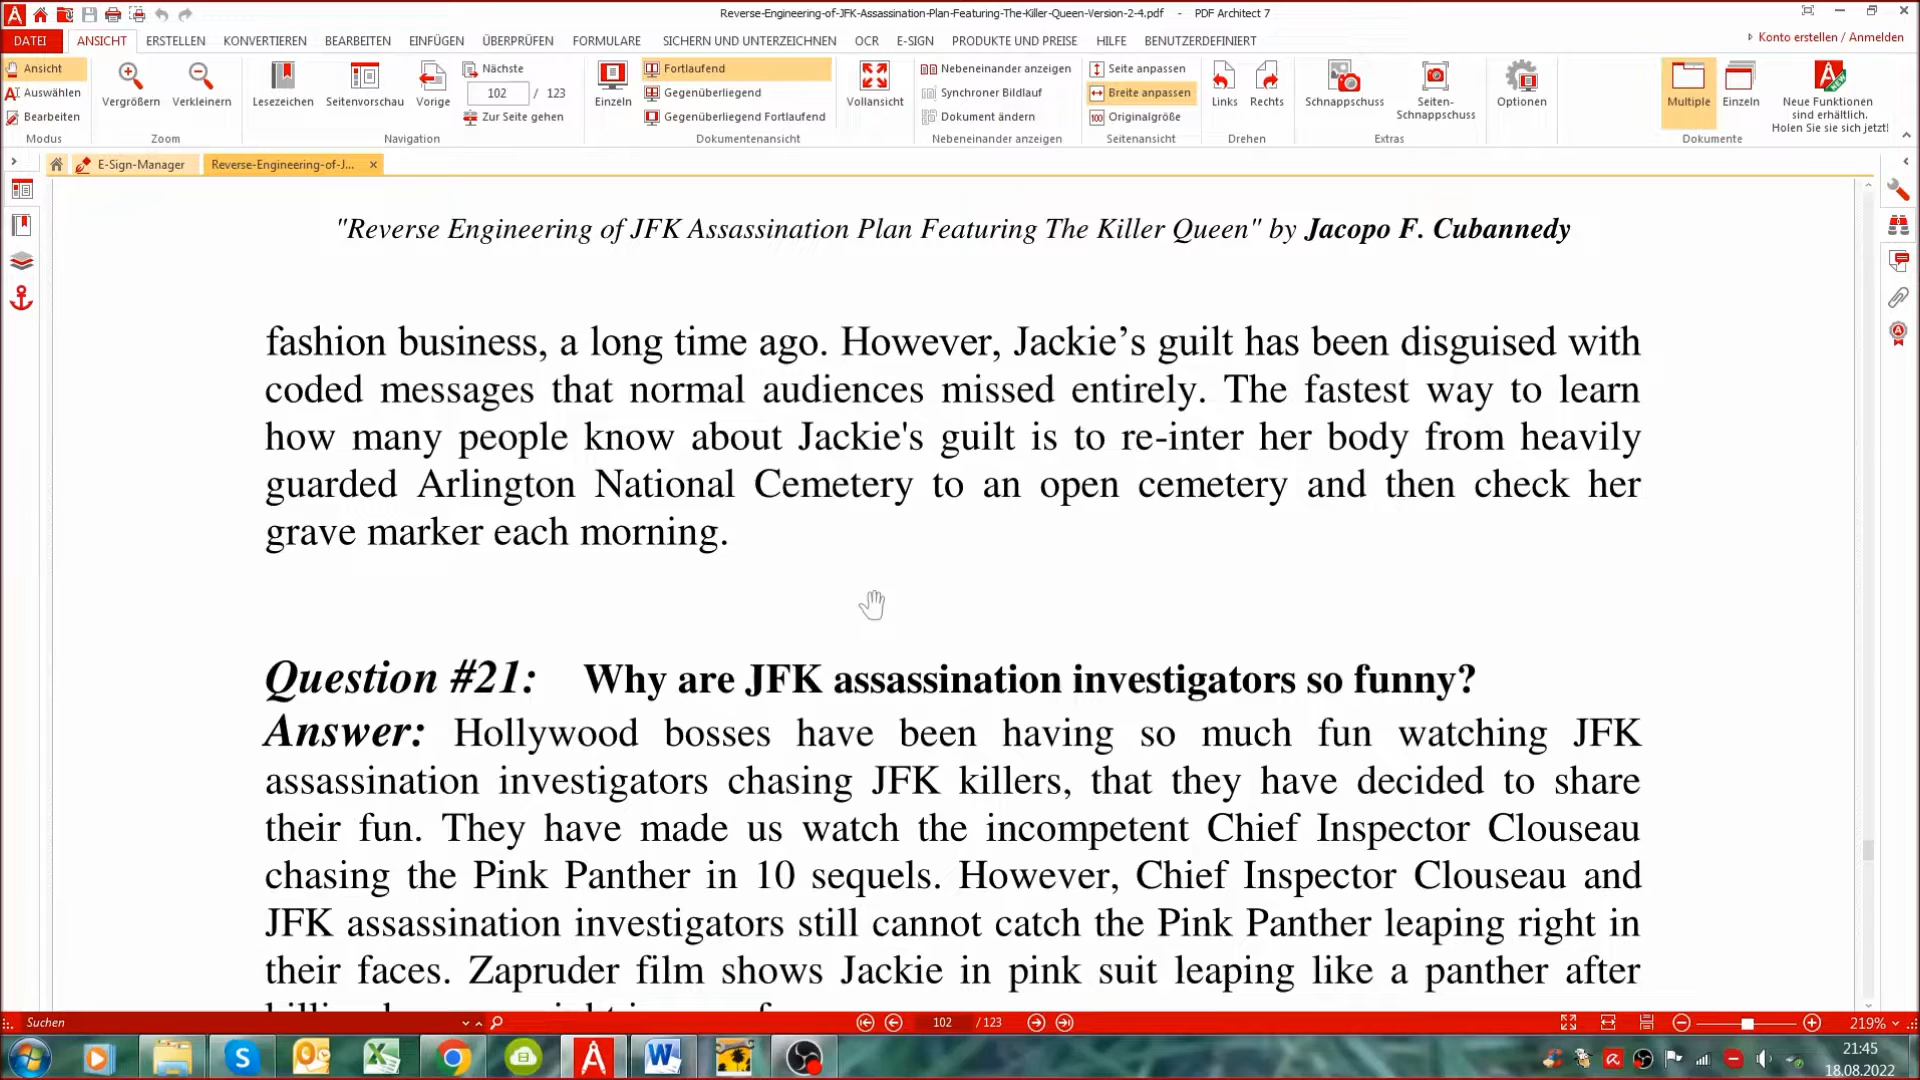 Reverse-Engineering-of-JFK-Assassination-Plan-Featuring-The-Killer-Queen-Version-2-4.pdf - PDF Architect 7
DATEI ANSICHT ERSTELLEN KONVERTIEREN BEARBEITEN EINFÜGEN ÜBERPRÜFEN FORMULARE SICHERN UND UNTERZEICHNEN OCR E-SIGN PRODUKTE UND PREISE HILFE BENUTZERDEFINIERT Konto erstellen / Anmelden
Ansicht
Auswählen
Bearbeiten
Modus
Vergrößern Verkleinern
Zoom
Lesezeichen Seitenvorschau Vorige
Nächste
102 / 123
Zur Seite gehen
Navigation
Einzeln
Fortlaufend
Gegenüberliegend
Gegenüberliegend Fortlaufend
Dokumentenansicht
Vollansicht
Nebeneinander anzeigen
Synchroner Bildlauf
Dokument ändern
Nebeneinander anzeigen
Seite anpassen
Breite anpassen
100 Originalgröße
Seitenansicht
Links Rechts
Drehen
Schnappschuss
Seiten-
Schnappschuss
Extras
Optionen
Multiple Einzeln
Dokumente
NEW
Neue Funktionen
sind erhältlich.
Holen Sie sie sich jetzt!
E-Sign-Manager
Reverse-Engineering-of-J...
"Reverse Engineering of JFK Assassination Plan Featuring The Killer Queen" by Jacopo F. Cubannedy
fashion business, a long time ago. However, Jackie’s guilt has been disguised with
coded messages that normal audiences missed entirely. The fastest way to learn
how many people know about Jackie's guilt is to re-inter her body from heavily
guarded Arlington National Cemetery to an open cemetery and then check her
grave marker each morning.
Question #21: Why are JFK assassination investigators so funny?
Answer: Hollywood bosses have been having so much fun watching JFK
assassination investigators chasing JFK killers, that they have decided to share
their fun. They have made us watch the incompetent Chief Inspector Clouseau
chasing the Pink Panther in 10 sequels. However, Chief Inspector Clouseau and
JFK assassination investigators still cannot catch the Pink Panther leaping right in
their faces. Zapruder film shows Jackie in pink suit leaping like a panther after
Suchen
102 / 123
219%
21:45
18.08.2022